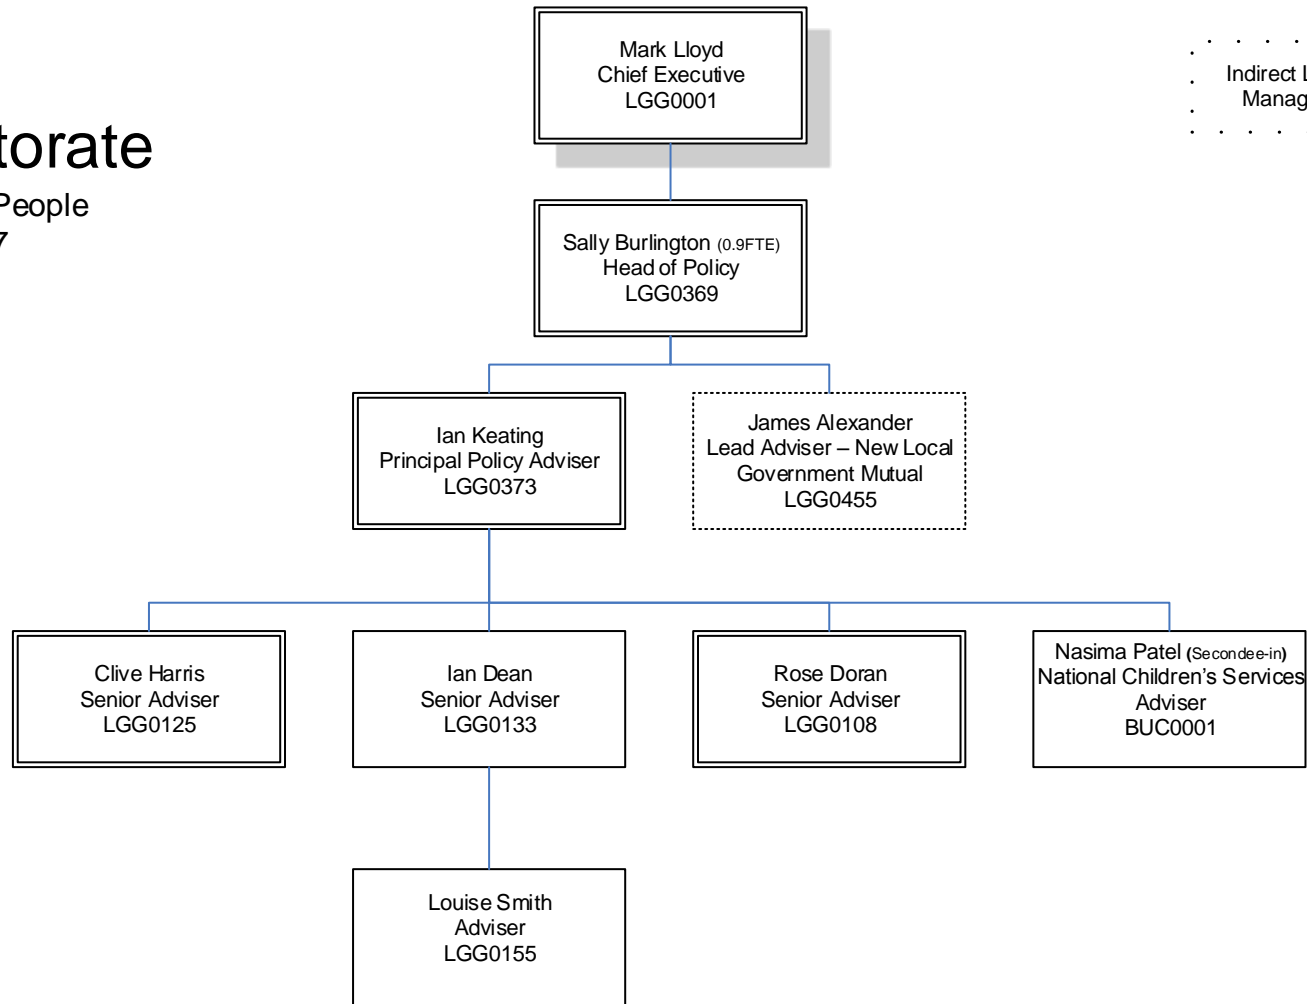 Mark Lloyd
Chief Executive
LGG0001
Indirect L
Manag
torate
People
7
Sally Burlington (0.9FTE)
Head of Policy
LGG0369
Ian Keating
Principal Policy Adviser
LGG0373
James Alexander
Lead Adviser – New Local
Government Mutual
LGG0455
Clive Harris
Senior Adviser
LGG0125
Ian Dean
Senior Adviser
LGG0133
Rose Doran
Senior Adviser
LGG0108
Nasima Patel (Secondee-in)
National Children's Services
Adviser
BUC0001
Louise Smith
Adviser
LGG0155